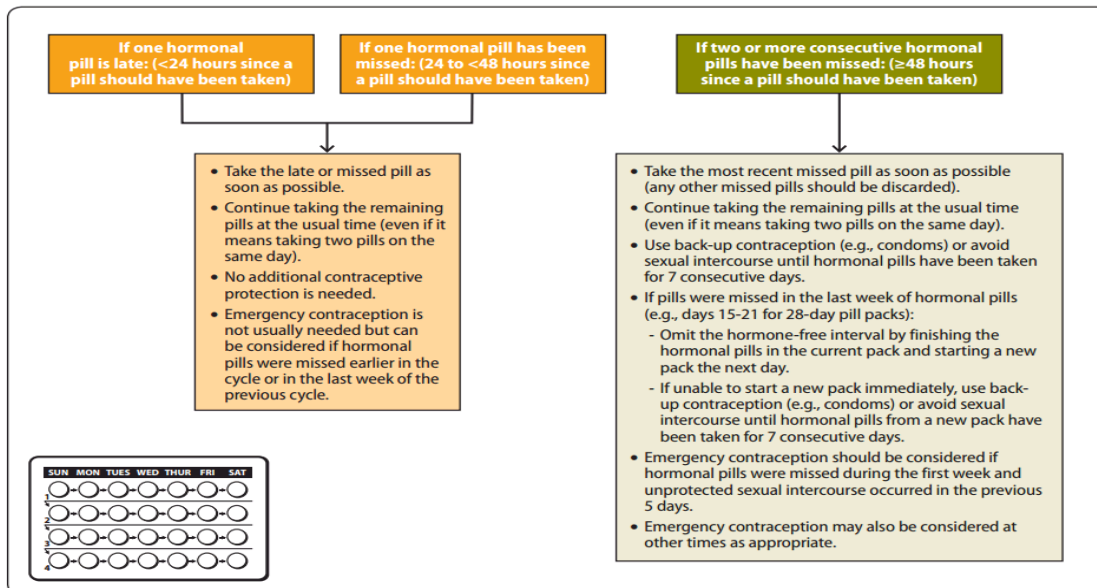 If one hormonal
pill is late: (<24 hours since a
pill should have been taken)
If one hormonal pill has been
missed: (24 to <48 hours since
a pill should have been taken)
If two or more consecutive hormonal
pills have been missed: (≥48 hours
since a pill should have been taken)
• Take the late or missed pill as
soon as possible.
• Continue taking the remaining
pills at the usual time (even if it
means taking two pills on the
same day).
• No additional contraceptive
protection is needed.
• Emergency contraception is
not usually needed but can
be considered if hormonal
pills were missed earlier in the
cycle or in the last week of the
previous cycle.
• Take the most recent missed pill as soon as possible
(any other missed pills should be discarded).
• Continue taking the remaining pills at the usual time
(even if it means taking two pills on the same day).
• Use back-up contraception (e.g., condoms) or avoid
sexual intercourse until hormonal pills have been taken
for 7 consecutive days.
• If pills were missed in the last week of hormonal pills
(e.g., days 15-21 for 28-day pill packs):
- Omit the hormone-free interval by finishing the
hormonal pills in the current pack and starting a new
pack the next day.
- If unable to start a new pack immediately, use back-
up contraception (e.g., condoms) or avoid sexual
intercourse until hormonal pills from a new pack have
been taken for 7 consecutive days.
• Emergency contraception should be considered if
hormonal pills were missed during the first week and
unprotected sexual intercourse occurred in the previous
5 days.
• Emergency contraception may also be considered at
other times as appropriate.
SUN MON TUES WED THUR FRI SAT
1
2
3
4